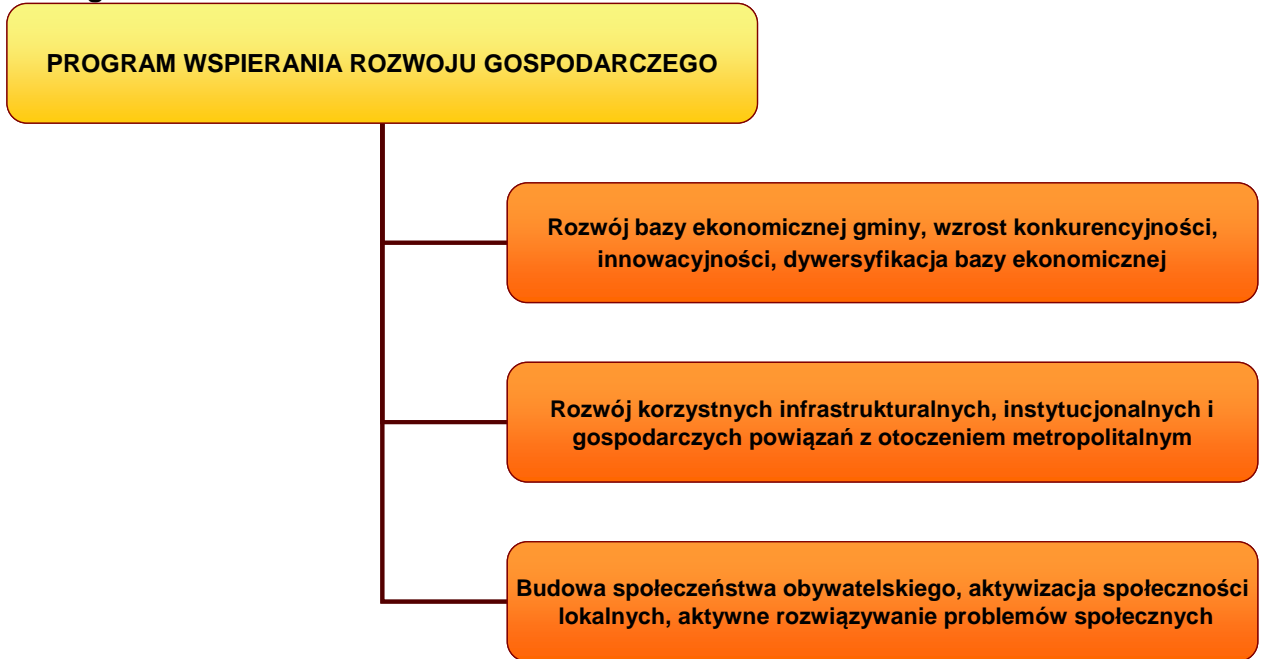 PROGRAM WSPIERANIA ROZWOJU GOSPODARCZEGO
Rozwój bazy ekonomicznej gminy, wzrost konkurencyjności,
innowacyjności, dywersyfikacja bazy ekonomicznej
Rozwój korzystnych infrastrukturalnych, instytucjonalnych i
gospodarczych powiązań z otoczeniem metropolitalnym
Budowa społeczeństwa obywatelskiego, aktywizacja społeczności
lokalnych, aktywne rozwiązywanie problemów społecznych